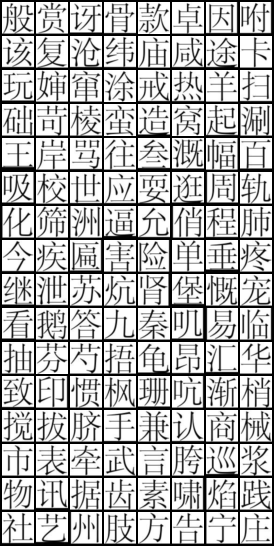 般赏讶骨款卓因咐
该复沧纬庙咸途卡
玩婶窜涂戒热羊扫
础苛棱蛮造窝起涮
王岸骂往叁溉幅百
吸校世应耍逛周轨
化筛洲逼允俏程肺
今疾匾害险单垂疼
继泄苏炕肾堡慨宠
看鹅答九秦叽易临
抽芬芍捂龟昂汇华
致印惯枫珊吭渐梢
搅拔脐手兼认商械
市表牵武言胯巡浆
物讯据齿素啸焰践
社艺州肢方告宁庄